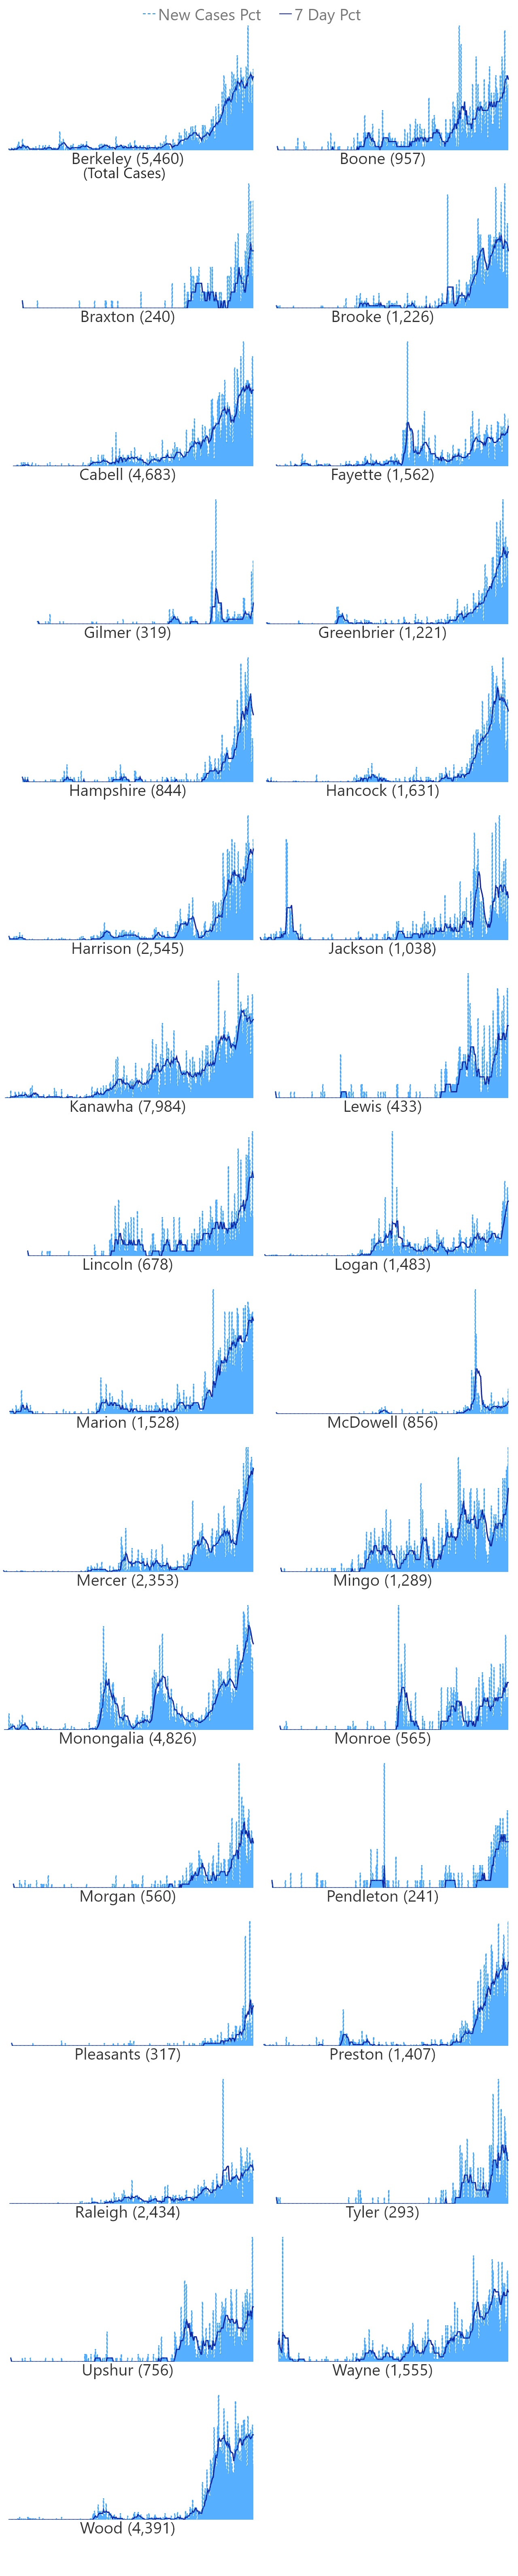 New Cases Pct 7 Day Pct
Berkeley (5,460) Boone (957)
(Total Cases)
Braxton (240) Brooke (1,226)
Cabell (4,683) Fayette (1,562)
Gilmer (319) Greenbrier (1,221)
Hampshire (844) Hancock (1,631)
Harrison (2,545) Jackson (1,038)
Kanawha (7,984) Lewis (433)
Lincoln (678) Logan (1,483)
Marion (1,528) McDowell (856)
Mercer (2,353) Mingo (1,289)
Monongalia (4,826) Monroe (565)
Morgan (560) Pendleton (241)
Pleasants (317) Preston (1,407)
Raleigh (2,434) Tyler (293)
Upshur (756) Wayne (1,555)
Wood (4,391)